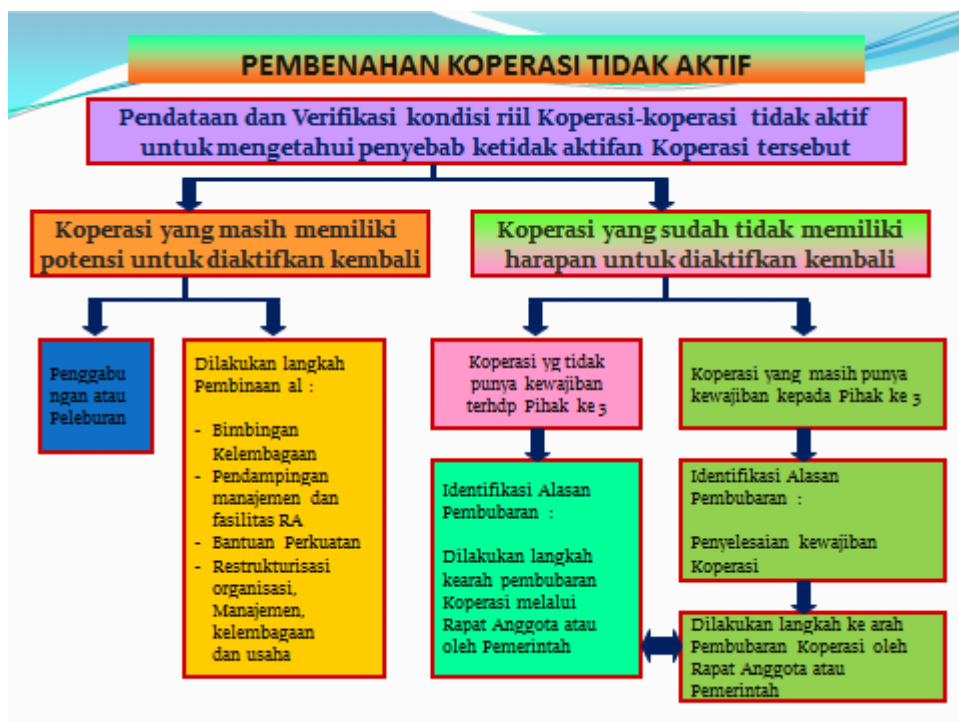 PEMBENAHAN KOPERASI TIDAK AKTIF
Pendataan dan Verifikasi kondisi riil Koperasi-koperasi tidak aktif
untuk mengetahui penyebab ketidak aktifan Koperasi tersebut
Koperasi yang masih memiliki
potensi untuk diaktifkan kembali
Koperasi yang sudah tidak memiliki
harapan untuk diaktifkan kembali
Penggabu
ngan atau
Peleburan
Dilakukan langkah
Pembinaan al :
- Bimbingan
Kelembagaan
- Pendampingan
manajemen dan
fasilitas RA
- Bantuan Perkuatan
- Restrukturisasi
organisasi,
Manajemen,
kelembagaan
dan usaha
Koperasi yg tidak
punya kewajiban
terhdp Pihak ke 3
Identifikasi Alasan
Pembubaran :
Dilakukan langkah
kearah pembubaran
Koperasi melalui
Rapat Anggota atau
oleh Pemerintah
Koperasi yang masih punya
kewajiban kepada Pihak ke 3
Identifikasi Alasan
Pembubaran :
Penyelesaian kewajiban
Koperasi
Dilakukan langkah ke arah
Pembubaran Koperasi oleh
Rapat Anggota atau
Pemerintah